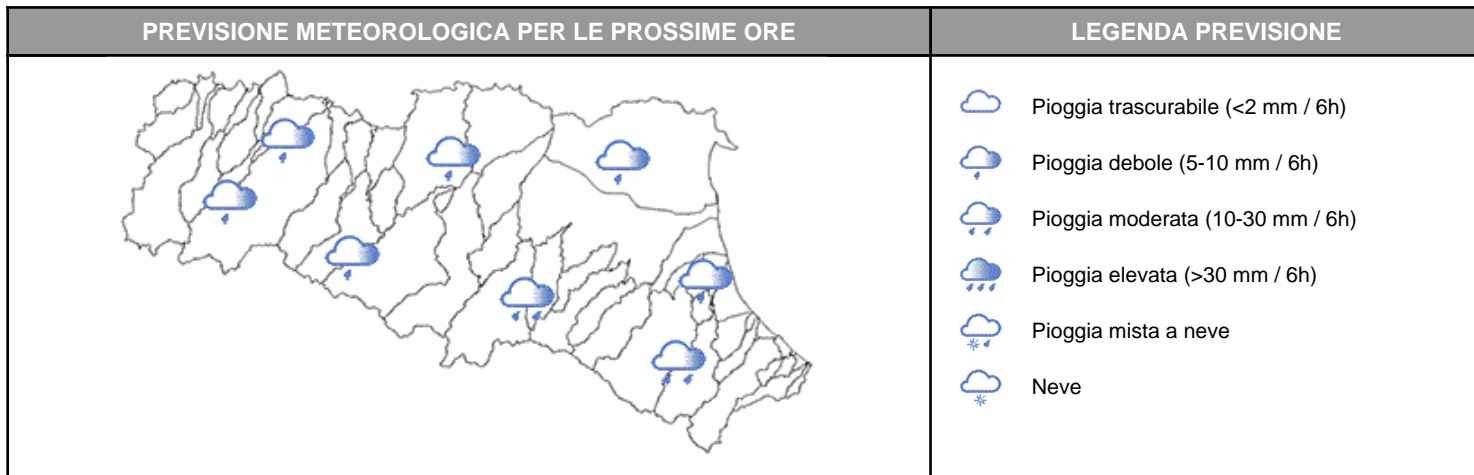 PREVISIONE METEOROLOGICA PER LE PROSSIME ORE
LEGENDA PREVISIONE
Pioggia trascurabile (<2 mm / 6h)
Pioggia debole (5-10 mm / 6h)
Pioggia moderata (10-30 mm / 6h)
Pioggia elevata (>30 mm / 6h)
Pioggia mista a neve
Neve